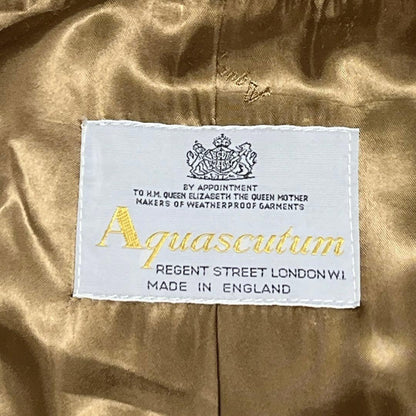 BY APPOINTMENT
TO H.M. QUEEN ELIZABETH THE QUEEN MOTHER
MAKERS OF WEATHERPROOF GARMENTS
Aquascutum
REGENT STREET LONDON W.1.
MADE IN ENGLAND